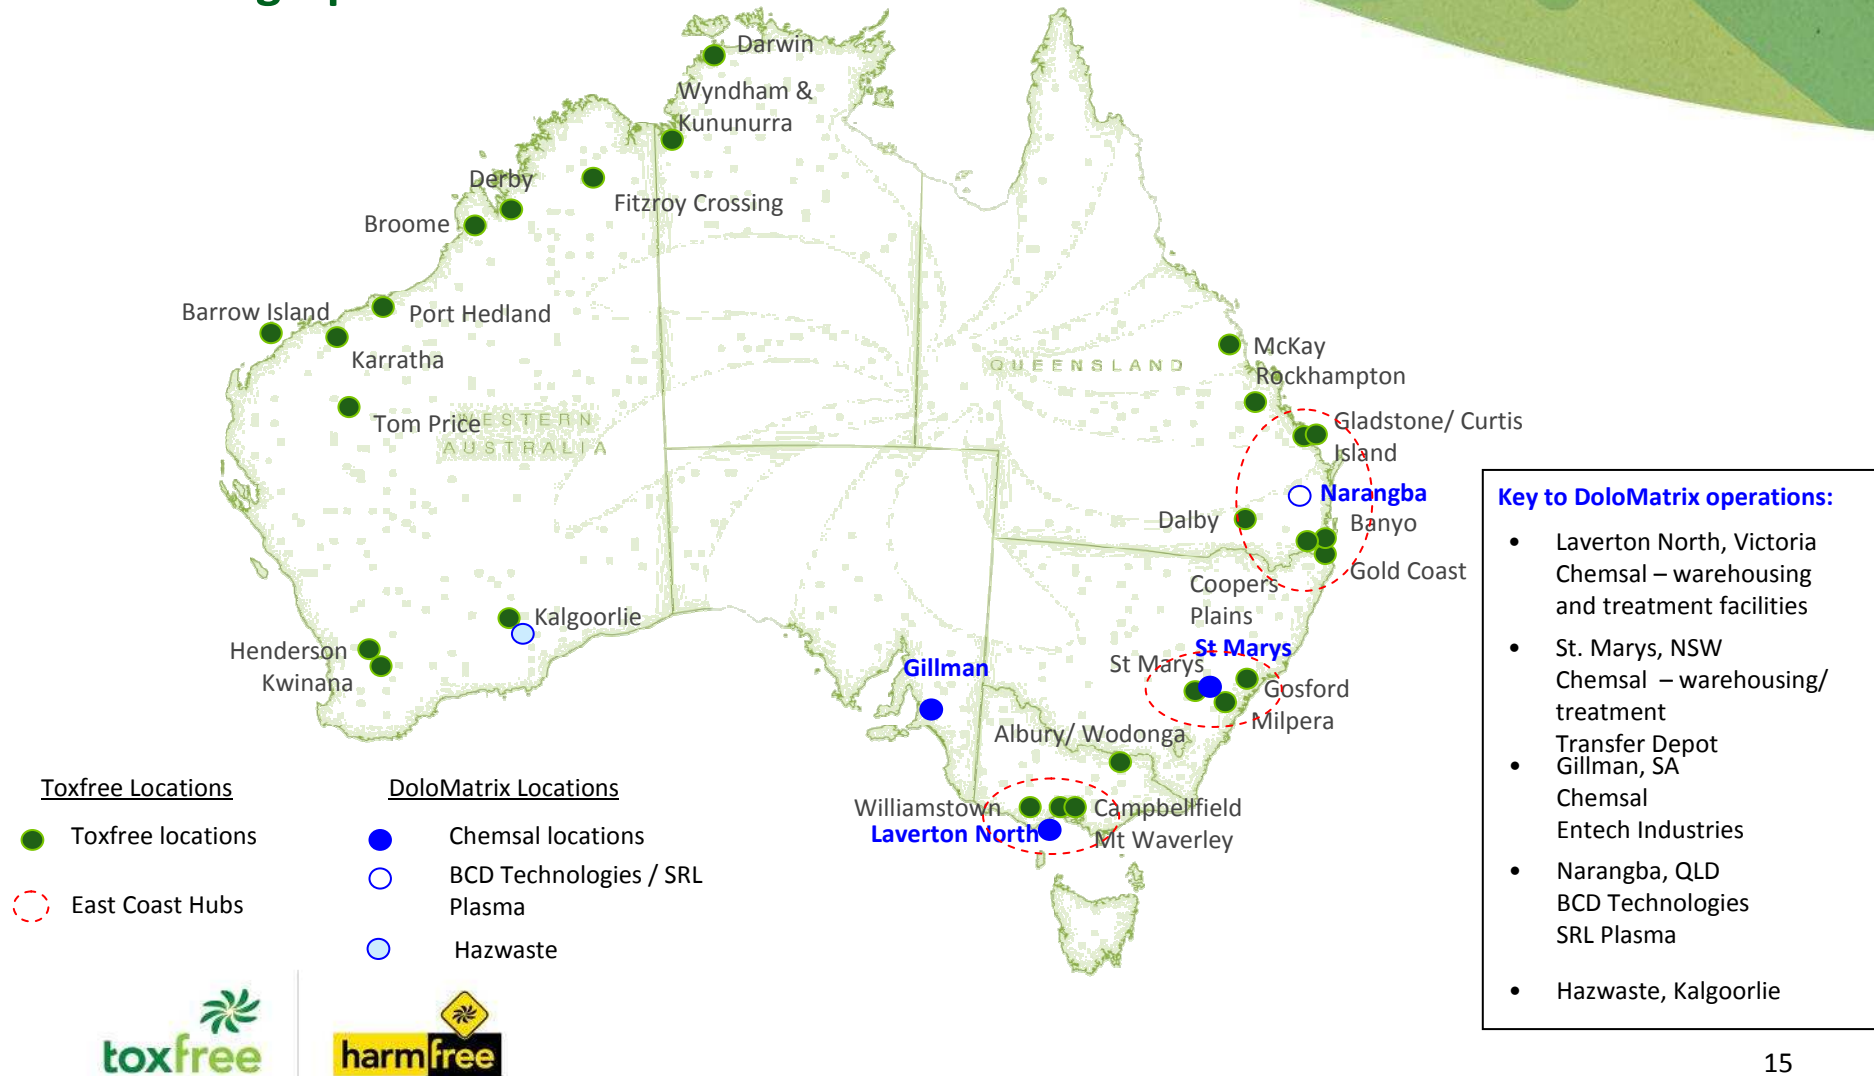 Darwin
Wyndham &
Kununurra
Derby
Fitzroy Crossing
Broome
Barrow Island
Port Hedland
Karratha
Tom Price
WESTERN
AUSTRALIA
QUEENSLAND
McKay
Rockhampton
Gladstone/ Curtis
Island
Narangba
Dalby
Banyo
Gold Coast
Coopers
Plains
Kalgoorlie
Henderson
Kwinana
Gillman
St Marys
St Marys
Gosford
Milpera
Albury/ Wodonga
Williamstown
Campbellfield
Laverton North
Mt Waverley
Key to DoloMatrix operations:
• Laverton North, Victoria
Chemsal – warehousing
and treatment facilities
• St. Marys, NSW
Chemsal – warehousing/
treatment
Transfer Depot
• Gillman, SA
Chemsal
Entech Industries
• Narangba, QLD
BCD Technologies
SRL Plasma
• Hazwaste, Kalgoorlie
Toxfree Locations
Toxfree locations
East Coast Hubs
DoloMatrix Locations
Chemsal locations
BCD Technologies / SRL
Plasma
Hazwaste
toxfree
harmfree
15